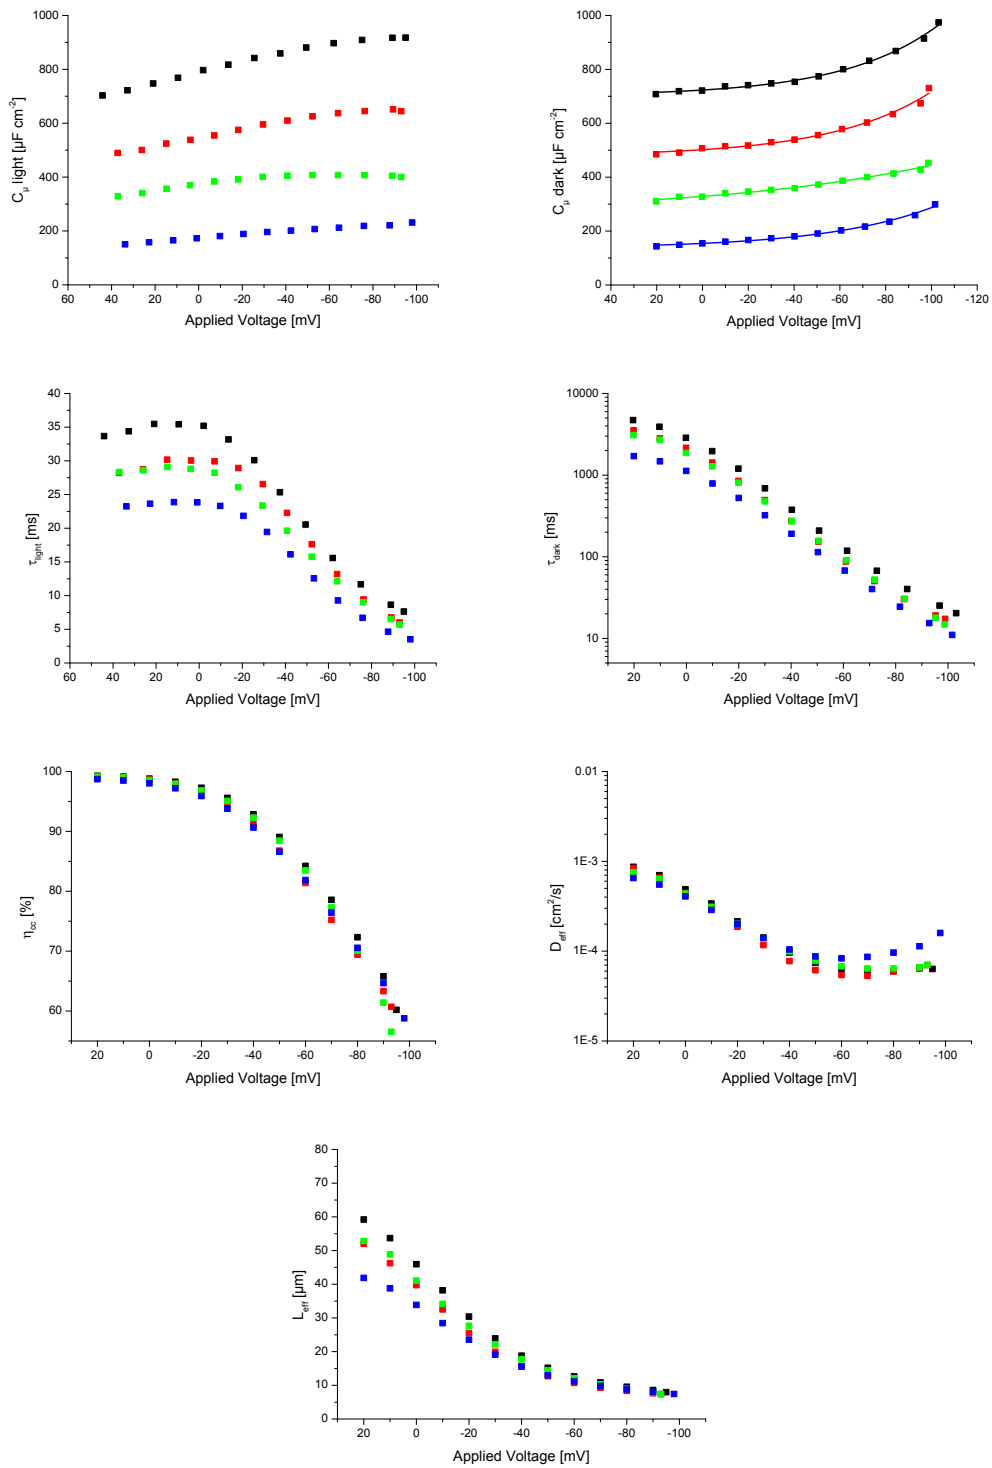 1000
800
600
400
200
0
C_μ light [μF cm⁻²]
60 40 20 0 -20 -40 -60 -80 -100
Applied Voltage [mV]
1000
800
600
400
200
0
C_μ dark [μF cm⁻²]
40 20 0 -20 -40 -60 -80 -100 -120
Applied Voltage [mV]
40
35
30
25
20
15
10
5
0
τ_light [ms]
60 40 20 0 -20 -40 -60 -80 -100
Applied Voltage [mV]
10000
1000
100
10
τ_dark [ms]
20 0 -20 -40 -60 -80 -100
Applied Voltage [mV]
100
90
80
70
60
η_cc [%]
20 0 -20 -40 -60 -80 -100
Applied Voltage [mV]
0.01
1E-3
1E-4
1E-5
D_eff [cm²/s]
20 0 -20 -40 -60 -80 -100
Applied Voltage [mV]
80
70
60
50
40
30
20
10
0
L_eff [μm]
20 0 -20 -40 -60 -80 -100
Applied Voltage [mV]